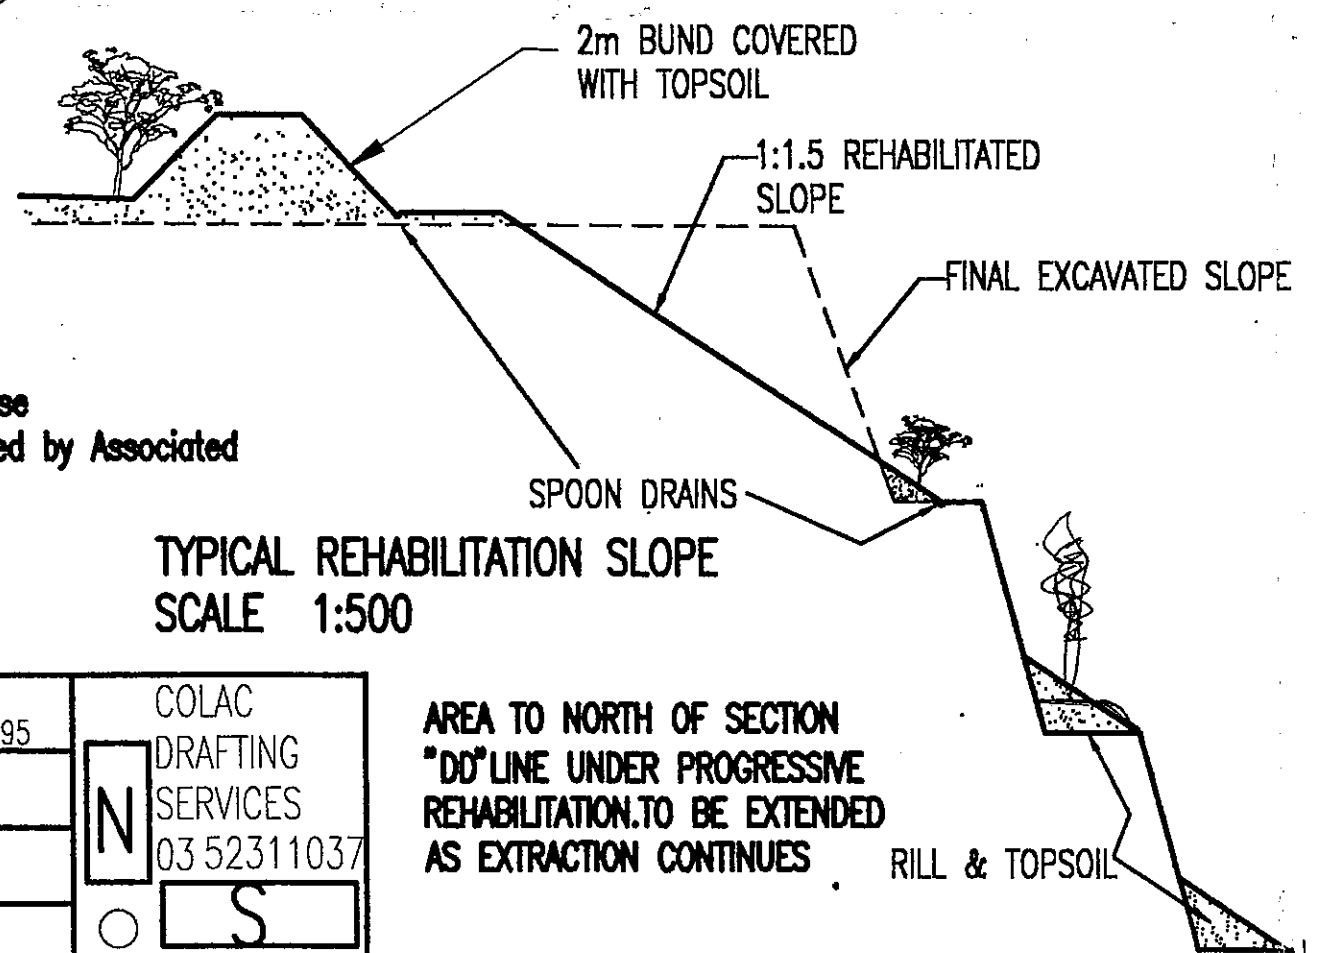 2m BUND COVERED
WITH TOPSOIL
1:1.5 REHABILITATED
SLOPE
FINAL EXCAVATED SLOPE
se
ed by Associated
SPOON DRAINS
TYPICAL REHABILITATION SLOPE
SCALE 1:500
95
COLAC
DRAFTING
SERVICES
03 52311037
N
S
AREA TO NORTH OF SECTION
"DD"LINE UNDER PROGRESSIVE
REHABILITATION.TO BE EXTENDED
AS EXTRACTION CONTINUES
RILL & TOPSOIL